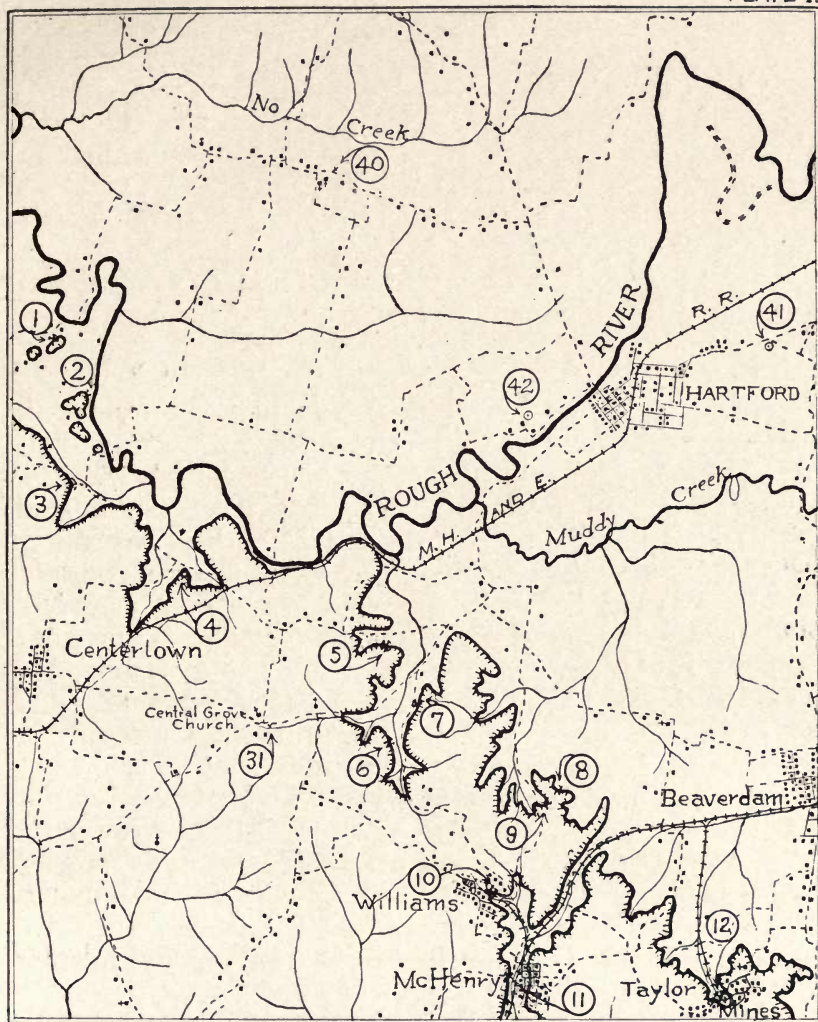 No
Creek
40
1
2
RIVER
R. R.
41
42
HARTFORD
3
ROUGH
M. H. AND E.
Muddy
Creek
4
Centertown
5
Central Grove
Church
31
6
7
8
9
Beaverdam
10
Williams
12
McHenry
11
Taylor
Mines